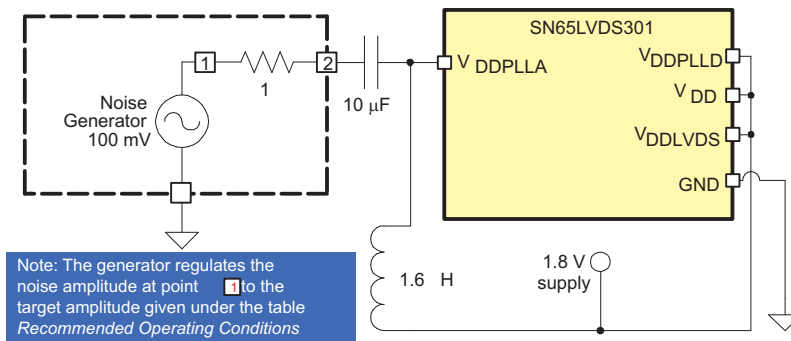 SN65LVDS301
1
2
V DDPLLA
VDDPLLD
V DD
VDDLVDS
GND
Noise
Generator
100 mV
1
10 μF
1.6 H
1.8 V
supply
Note: The generator regulates the
noise amplitude at point 1 to the
target amplitude given under the table
Recommended Operating Conditions